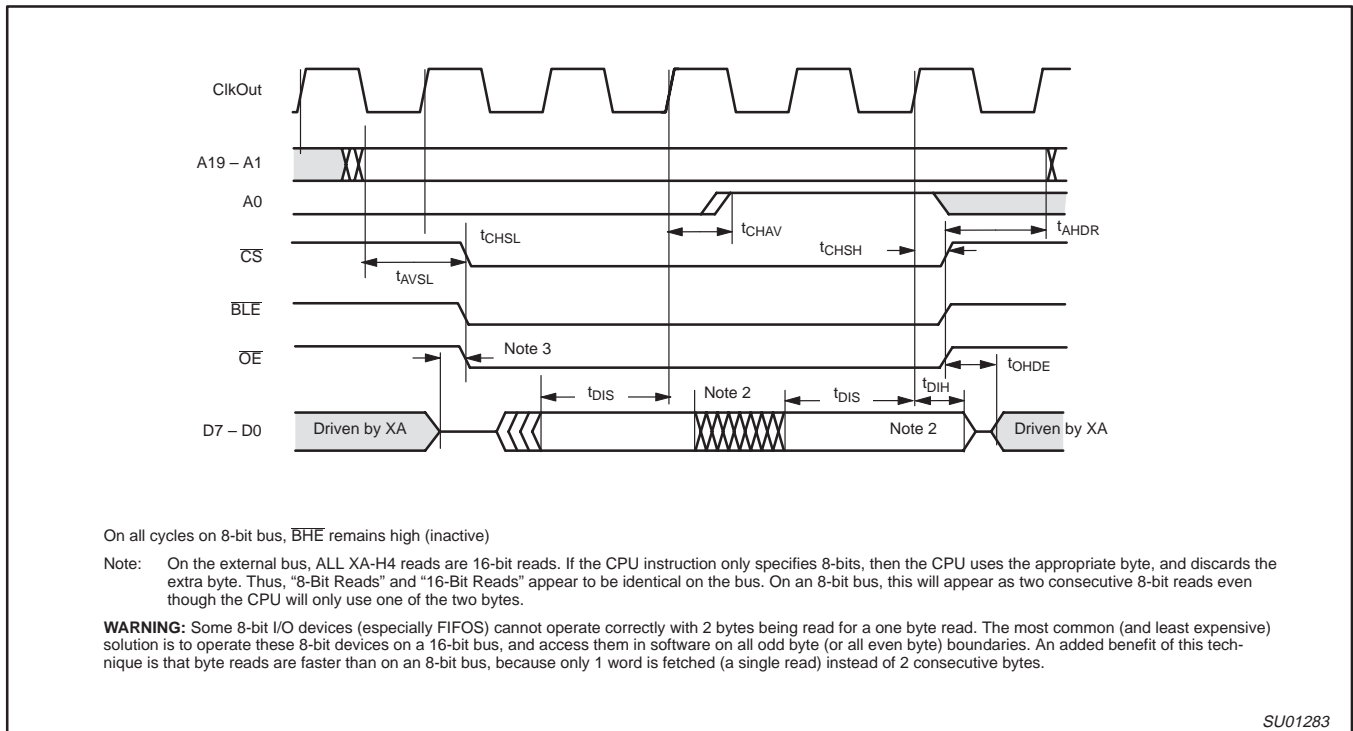 ClkOut
A19 – A1
A0
tCHSL
tCHAV
tAHDR
CS
tCHSH
tAVSL
BLE
Note 3
OE
tOHDE
tDIS
Note 2
tDIS
tDIH
D7 – D0
Driven by XA
Note 2
Driven by XA
On all cycles on 8-bit bus, BHE remains high (inactive)
Note: On the external bus, ALL XA-H4 reads are 16-bit reads. If the CPU instruction only specifies 8-bits, then the CPU uses the appropriate byte, and discards the
extra byte. Thus, “8-Bit Reads” and “16-Bit Reads” appear to be identical on the bus. On an 8-bit bus, this will appear as two consecutive 8-bit reads even
though the CPU will only use one of the two bytes.
WARNING: Some 8-bit I/O devices (especially FIFOS) cannot operate correctly with 2 bytes being read for a one byte read. The most common (and least expensive)
solution is to operate these 8-bit devices on a 16-bit bus, and access them in software on all odd byte (or all even byte) boundaries. An added benefit of this tech-
nique is that byte reads are faster than on an 8-bit bus, because only 1 word is fetched (a single read) instead of 2 consecutive bytes.
SU01283